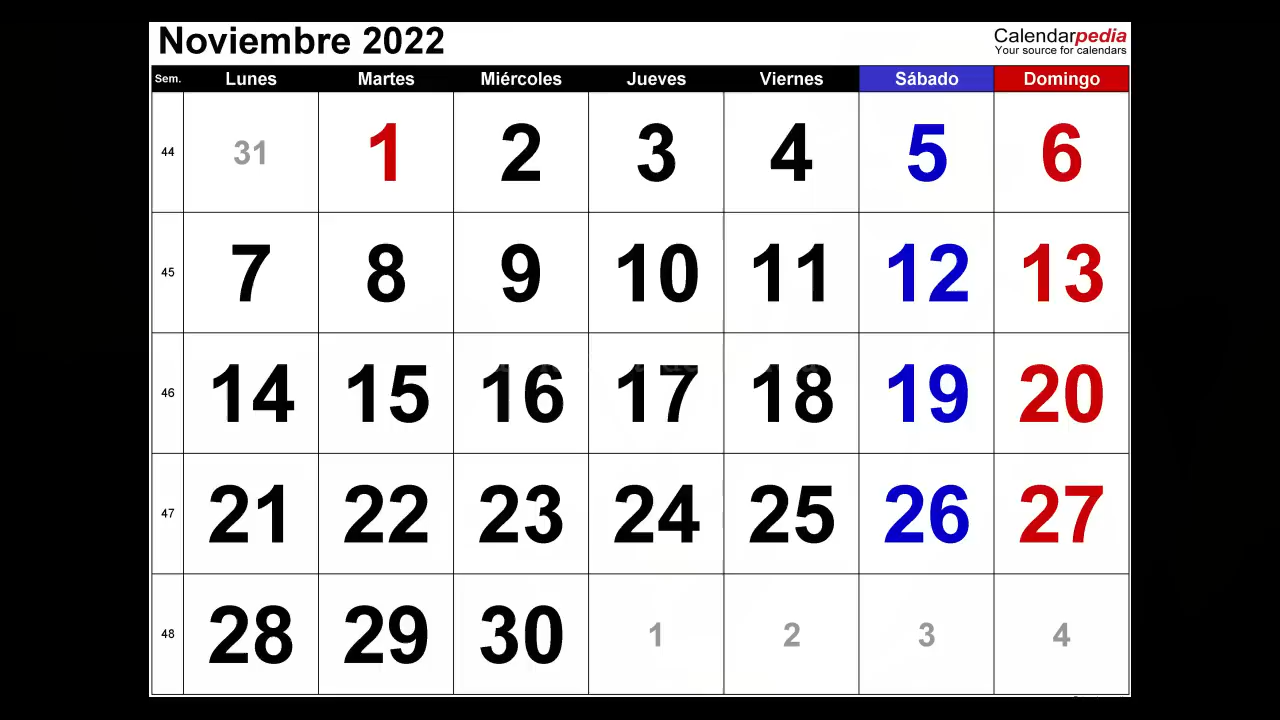 Noviembre 2022
Calendarpedia
Your source for calendars
Sem. Lunes Martes Miércoles Jueves Viernes Sábado Domingo
44 31 1 2 3 4 5 6
45 7 8 9 10 11 12 13
46 14 15 16 17 18 19 20
47 21 22 23 24 25 26 27
48 28 29 30 1 2 3 4